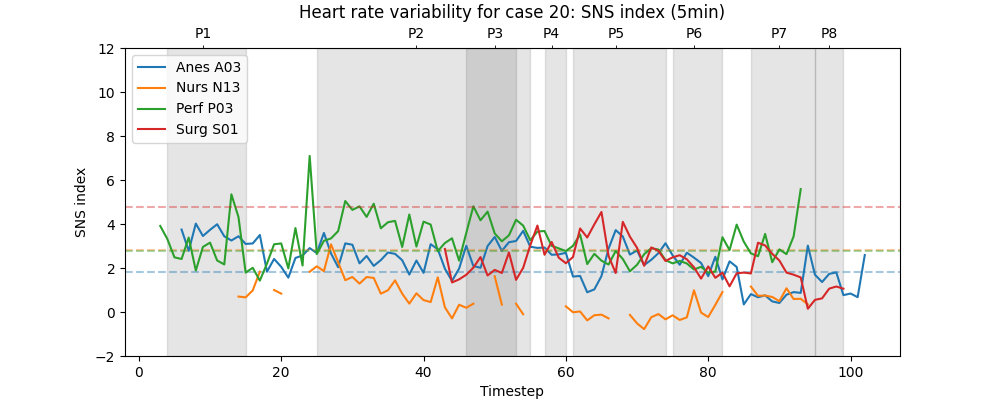 Heart rate variability for case 20: SNS index (5min)
P1 P2 P3 P4 P5 P6 P7 P8
12
10
8
6
4
2
0
−2
SNS index
Anes A03
Nurs N13
Perf P03
Surg S01
0 20 40 60 80 100
Timestep